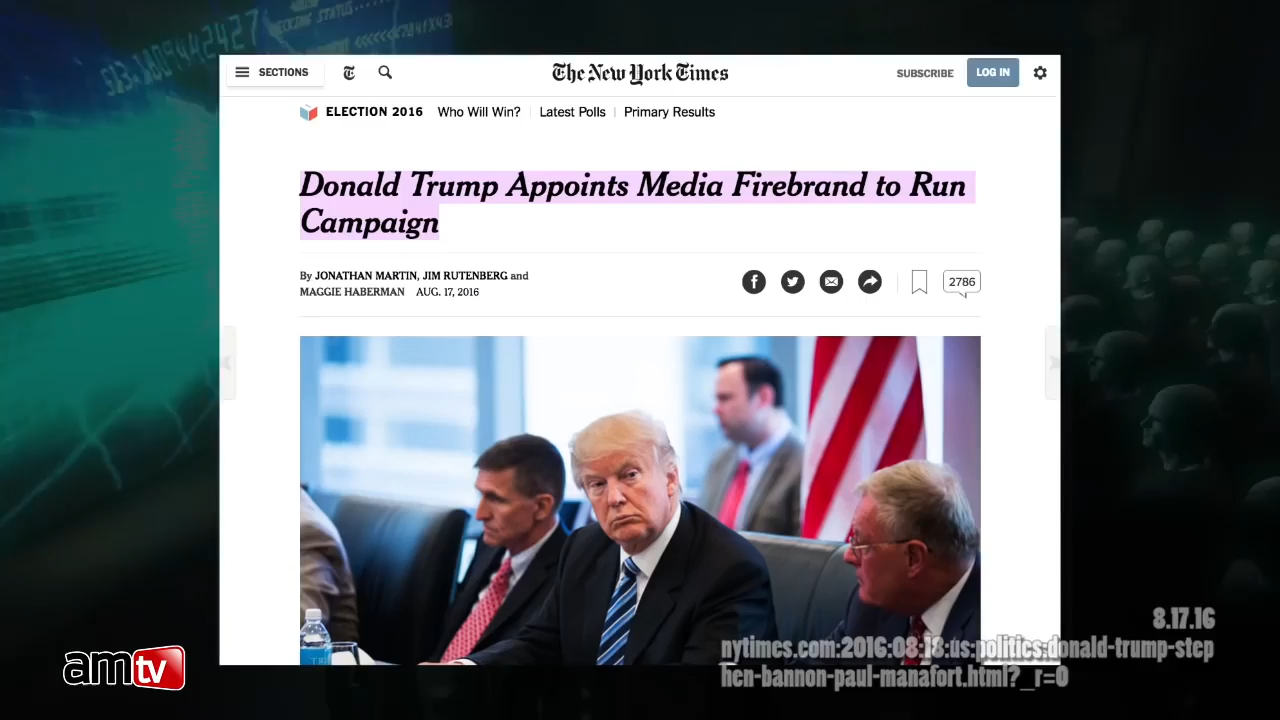 CKING STATUS....
SECTIONS
The New York Times
SUBSCRIBE
LOG IN
ELECTION 2016
Who Will Win?
Latest Polls
Primary Results
Donald Trump Appoints Media Firebrand to Run
Campaign
By JONATHAN MARTIN, JIM RUTENBERG and
MAGGIE HABERMAN AUG. 17, 2016
2786
8.17.16
nytimes.com:2016:08:18:us:politics:donald-trump-step
hen-bannon-paul-manafort.html?_r=0
amtv